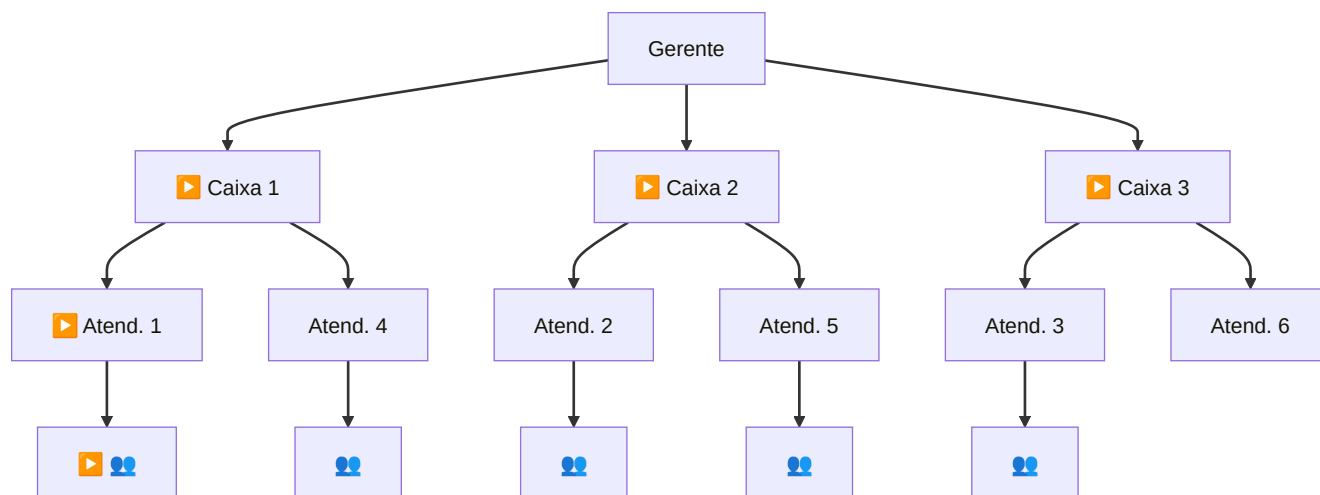 Gerente
▶️ Caixa 1
▶️ Caixa 2
▶️ Caixa 3
▶️ Atend. 1
Atend. 4
Atend. 2
Atend. 5
Atend. 3
Atend. 6
▶️ 👥
👥
👥
👥
👥